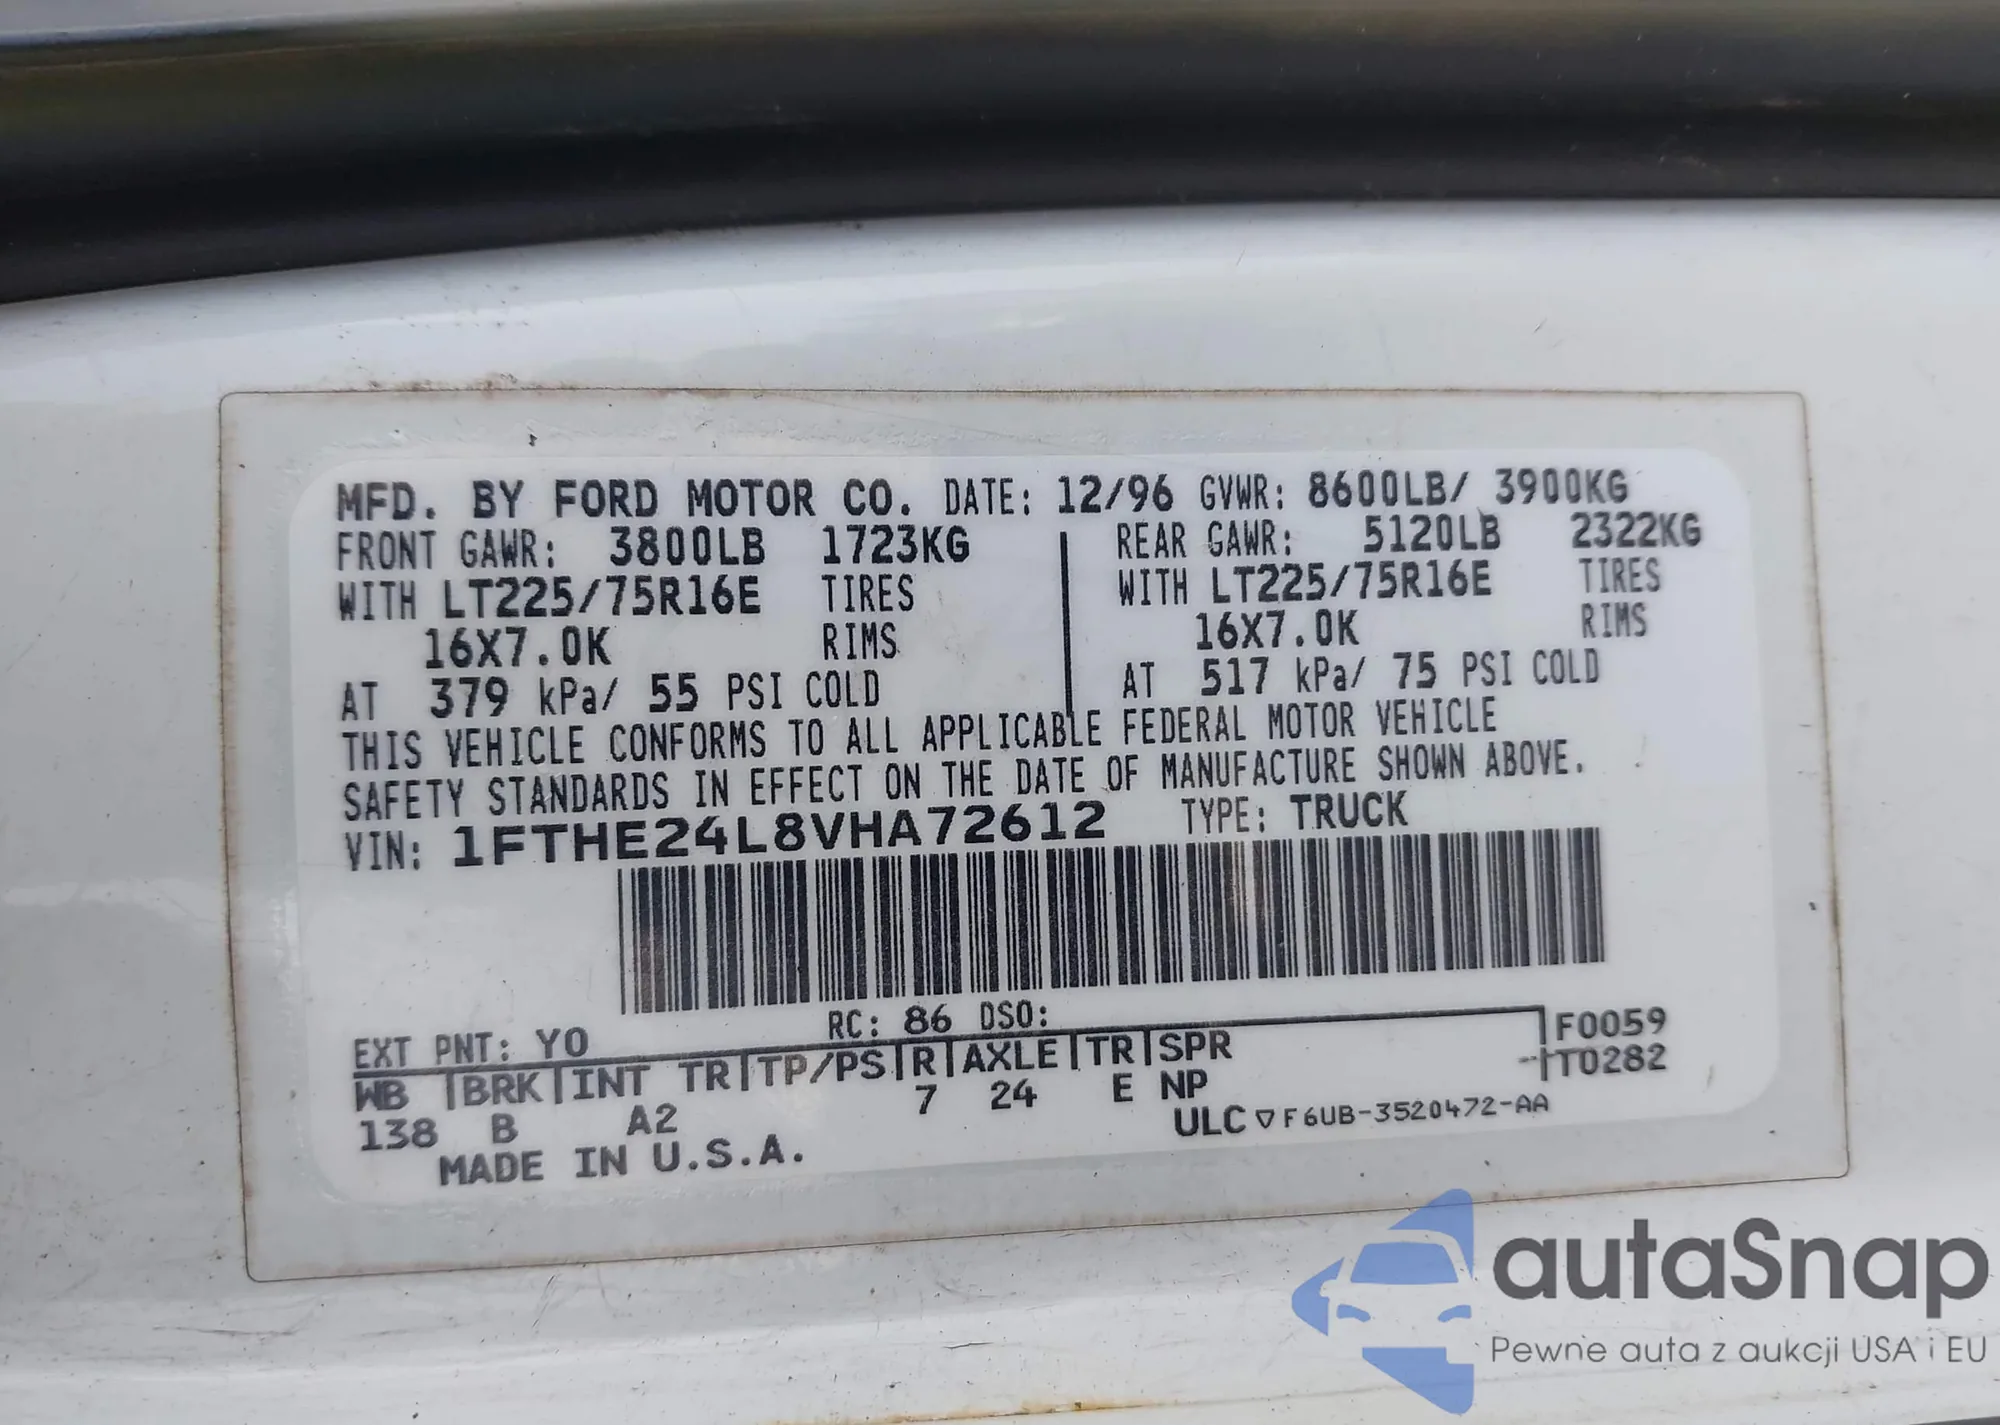 MFD. BY FORD MOTOR CO. DATE: 12/96 GVWR: 8600LB/ 3900KG
FRONT GAWR: 3800LB 1723KG
WITH LT225/75R16E TIRES
16X7.0K RIMS
AT 379 kPa/ 55 PSI COLD
REAR GAWR: 5120LB 2322KG
WITH LT225/75R16E TIRES
16X7.0K RIMS
AT 517 kPa/ 75 PSI COLD
THIS VEHICLE CONFORMS TO ALL APPLICABLE FEDERAL MOTOR VEHICLE
SAFETY STANDARDS IN EFFECT ON THE DATE OF MANUFACTURE SHOWN ABOVE.
VIN: 1FTHE24L8VHA72612 TYPE: TRUCK
EXT PNT: YO RC: 86 DSO: F0059
WB BRK INT TR TP/PS R AXLE TR SPR T0282
138 B A2 7 24 E NP
MADE IN U.S.A. ULC ▽ F6UB-3520472-AA
autaSnap
Pewne auta z aukcji USA i EU